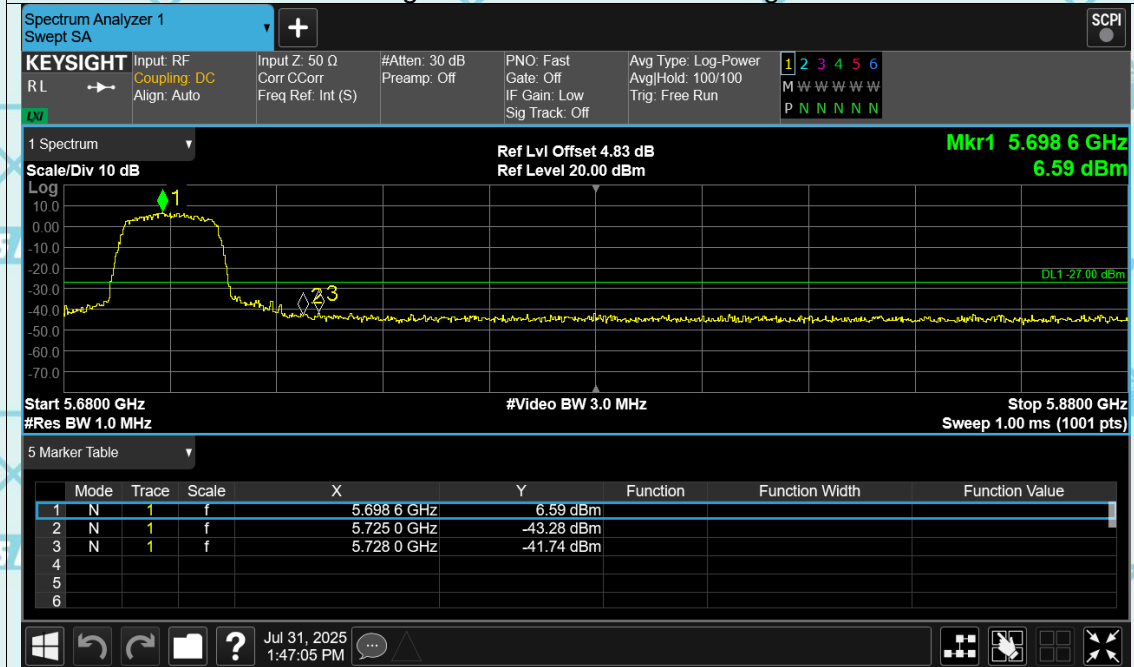 Spectrum Analyzer 1
Swept SA
+
SCPI
KEYSIGHT
RL
LXI
Input: RF
Coupling: DC
Align: Auto
Input Z: 50 Ω
Corr CCorr
Freq Ref: Int (S)
#Atten: 30 dB
Preamp: Off
PNO: Fast
Gate: Off
IF Gain: Low
Sig Track: Off
Avg Type: Log-Power
Avg|Hold: 100/100
Trig: Free Run
1 2 3 4 5 6
M W W W W W
P N N N N N
1 Spectrum
Scale/Div 10 dB
Ref Lvl Offset 4.83 dB
Ref Level 20.00 dBm
Mkr1 5.698 6 GHz
6.59 dBm
Log
10.0
0.00
-10.0
-20.0
-30.0
-40.0
-50.0
-60.0
-70.0
1
2
3
DL1 -27.00 dBm
Start 5.6800 GHz
#Res BW 1.0 MHz
#Video BW 3.0 MHz
Stop 5.8800 GHz
Sweep 1.00 ms (1001 pts)
5 Marker Table
Mode Trace Scale X Y Function Function Width Function Value
1 N 1 f 5.698 6 GHz 6.59 dBm
2 N 1 f 5.725 0 GHz -43.28 dBm
3 N 1 f 5.728 0 GHz -41.74 dBm
4
5
6
?
Jul 31, 2025
1:47:05 PM